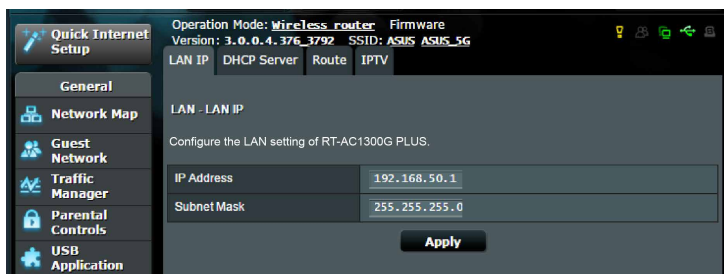 Quick Internet
Setup
Operation Mode: Wireless router Firmware
Version: 3.0.0.4.376_3792 SSID: ASUS ASUS_5G
LAN IP DHCP Server Route IPTV
General
Network Map
Guest
Network
Traffic
Manager
Parental
Controls
USB
Application
LAN - LAN IP
Configure the LAN setting of RT-AC1300G PLUS.
IP Address 192.168.50.1
Subnet Mask 255.255.255.0
Apply